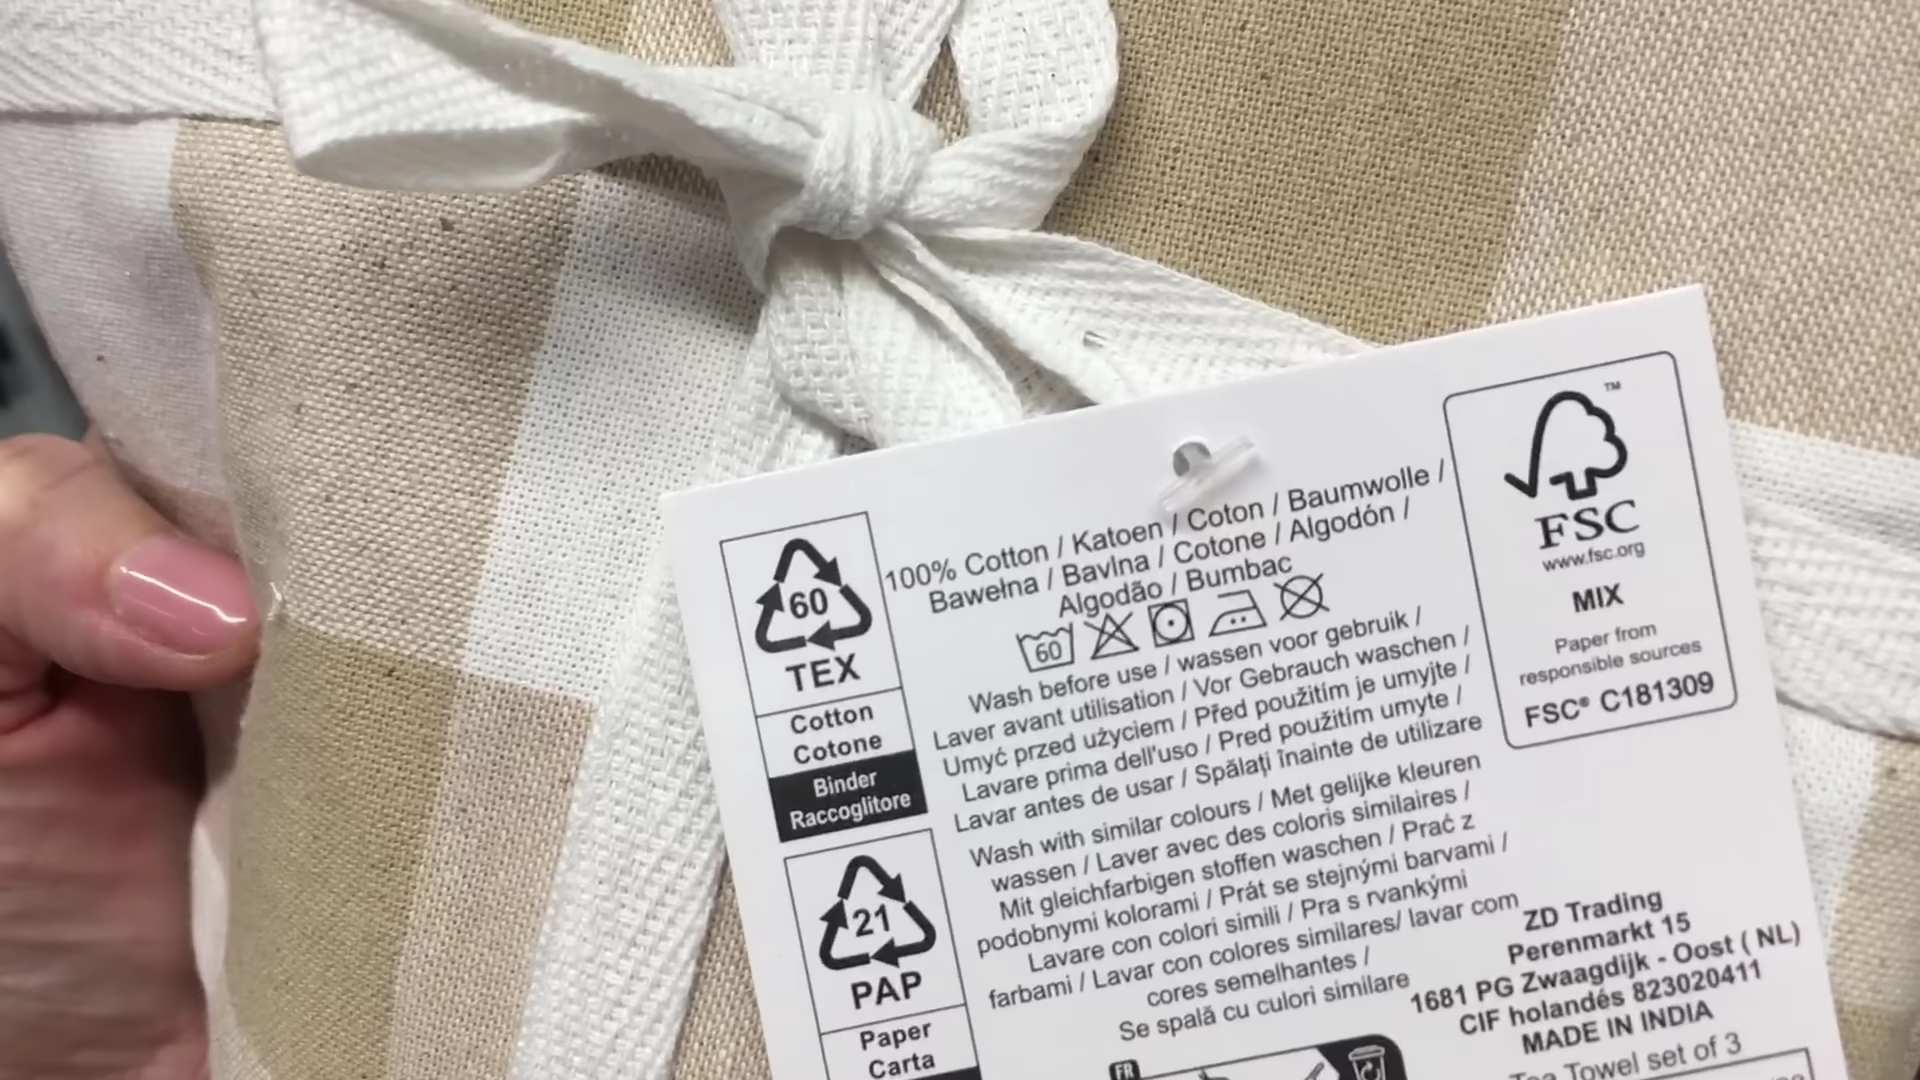 60
TEX
Cotton
Cotone
Binder
Raccoglitore
21
PAP
Paper
Carta
100% Cotton / Katoen / Coton / Baumwolle /
Bawełna / Bavlna / Cotone / Algodón /
Algodão / Bumbac
60
Wash before use / wassen voor gebruik /
Laver avant utilisation / Vor Gebrauch waschen /
Umyć przed użyciem / Před použitím je umyjte /
Lavare prima dell'uso / Pred použitím umyte /
Lavar antes de usar / Spălați înainte de utilizare
Wash with similar colours / Met gelijke kleuren
wassen / Laver avec des coloris similaires /
Mit gleichfarbigen stoffen waschen / Prać z
podobnymi kolorami / Prát se stejnými barvami /
Lavare con colori simili / Pra s rvankými
farbami / Lavar con colores similares/ lavar com
cores semelhantes /
Se spală cu culori similare
FR
TM
FSC
www.fsc.org
MIX
Paper from
responsible sources
FSC® C181309
ZD Trading
Perenmarkt 15
1681 PG Zwaagdijk - Oost ( NL)
CIF holandés 823020411
MADE IN INDIA
Tea Towel set of 3